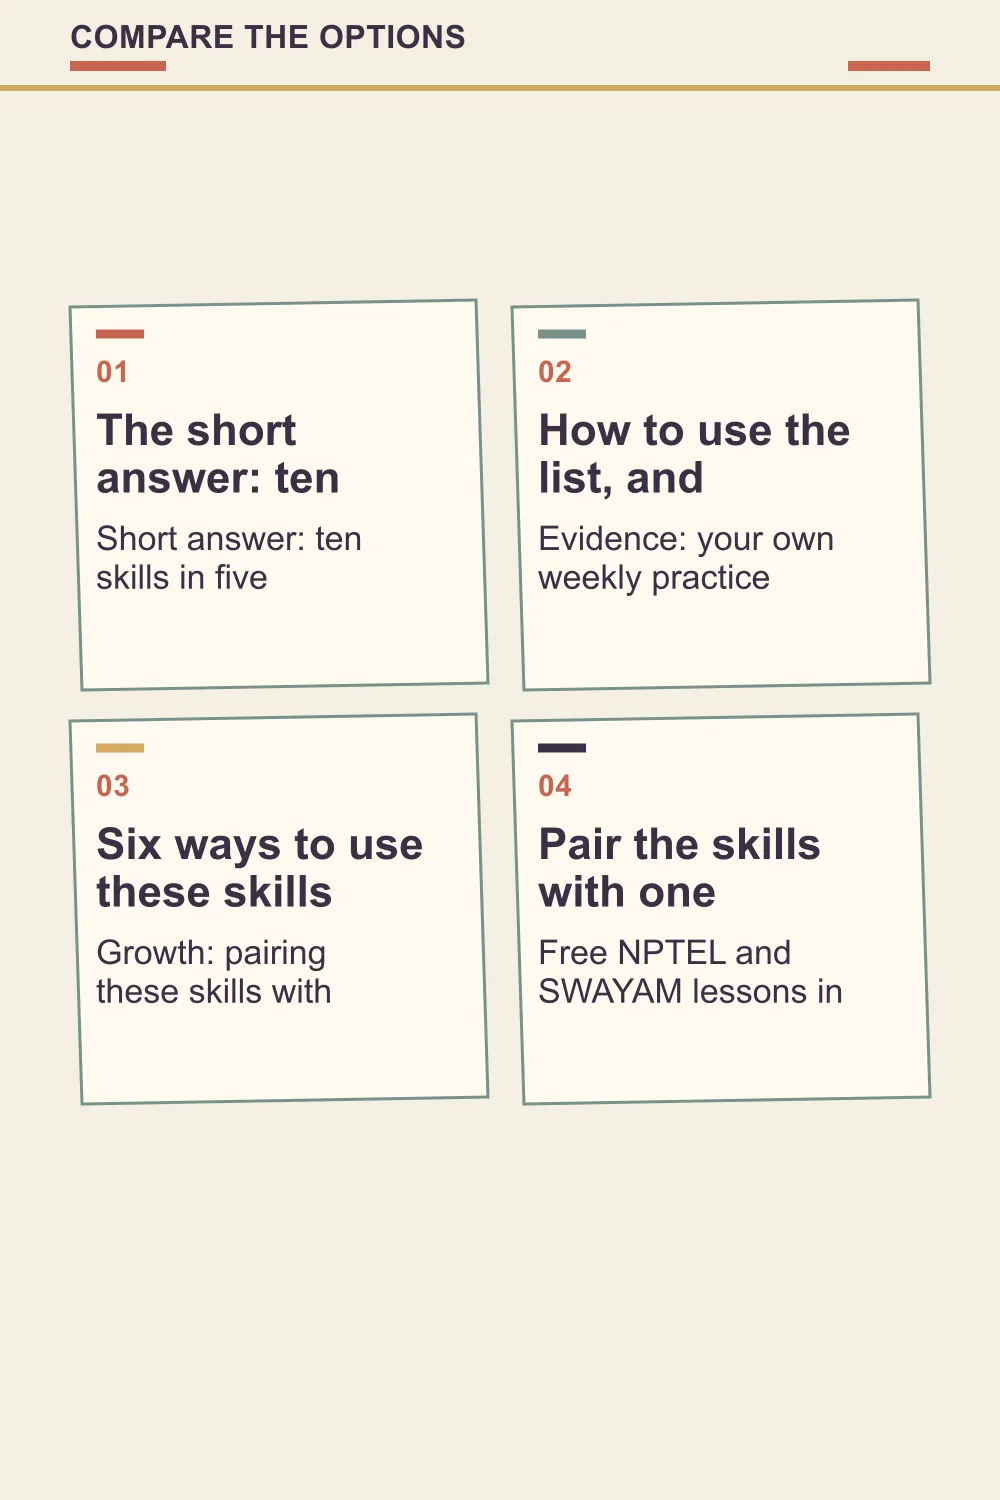 COMPARE THE OPTIONS
01
The short
answer: ten
Short answer: ten
skills in five
02
How to use the
list, and
Evidence: your own
weekly practice
03
Six ways to use
these skills
Growth: pairing
these skills with
04
Pair the skills
with one
Free NPTEL and
SWAYAM lessons in